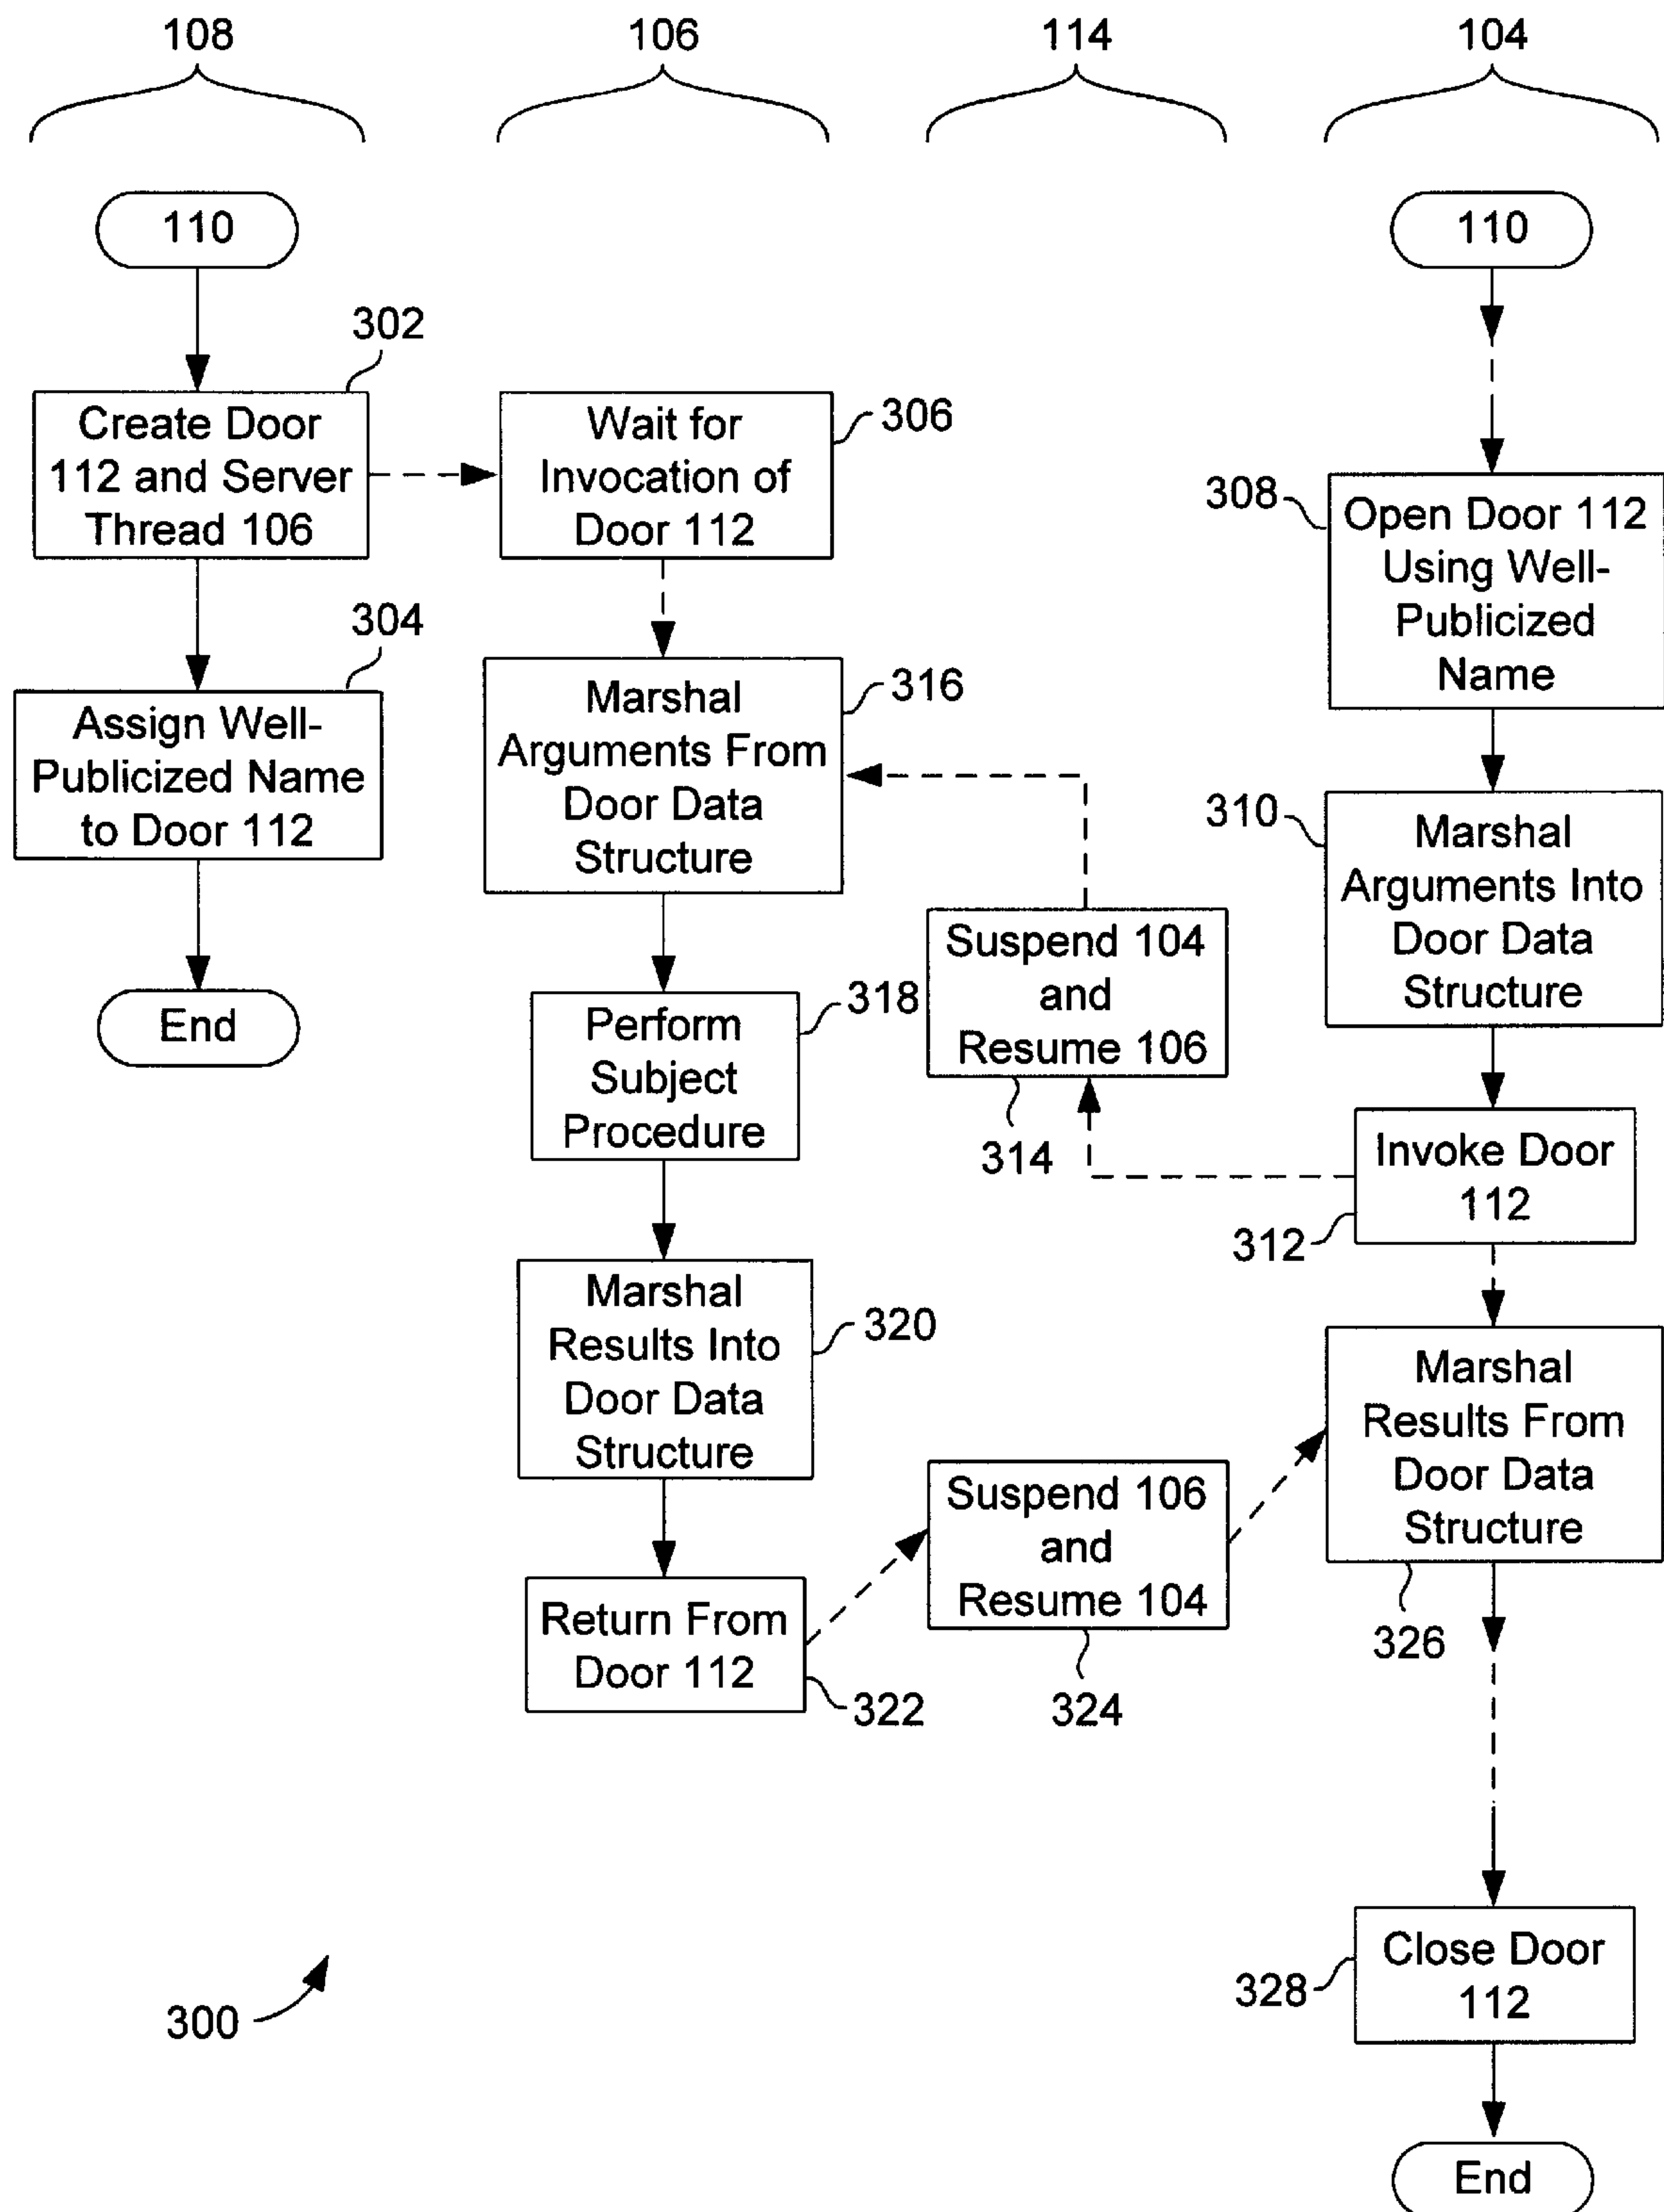 108
106
114
104
110
110
302
Create Door
112 and Server
Thread 106
Wait for
Invocation of
Door 112
306
308
Open Door 112
Using Well-
Publicized
Name
304
Assign Well-
Publicized Name
to Door 112
316
Marshal
Arguments From
Door Data
Structure
310
Marshal
Arguments Into
Door Data
Structure
Suspend 104
and
Resume 106
314
End
318
Perform
Subject
Procedure
Invoke Door
112
312
Marshal
Results Into
Door Data
Structure
320
Marshal
Results From
Door Data
Structure
326
Suspend 106
and
Resume 104
324
Return From
Door 112
322
Close Door
112
328
300
End